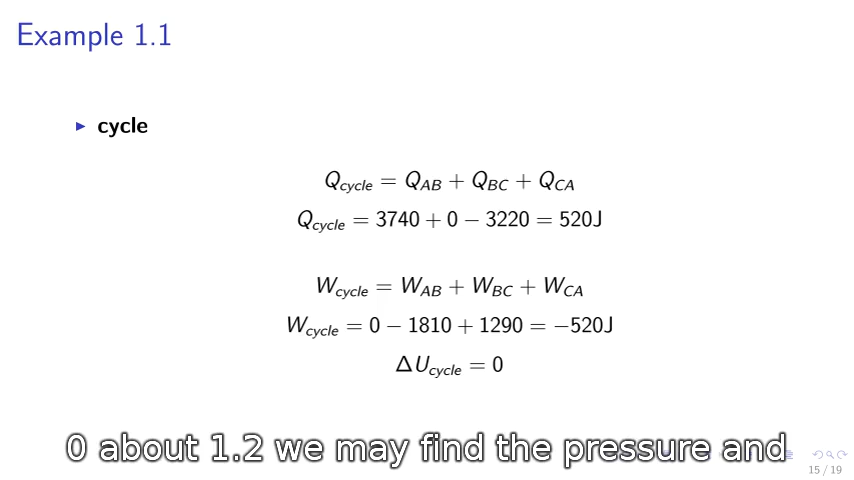 Example 1.1
cycle
Q_cycle = Q_AB + Q_BC + Q_CA
Q_cycle = 3740 + 0 − 3220 = 520J
W_cycle = W_AB + W_BC + W_CA
W_cycle = 0 − 1810 + 1290 = −520J
ΔU_cycle = 0
0 about 1.2 we may find the pressure and
15 / 19